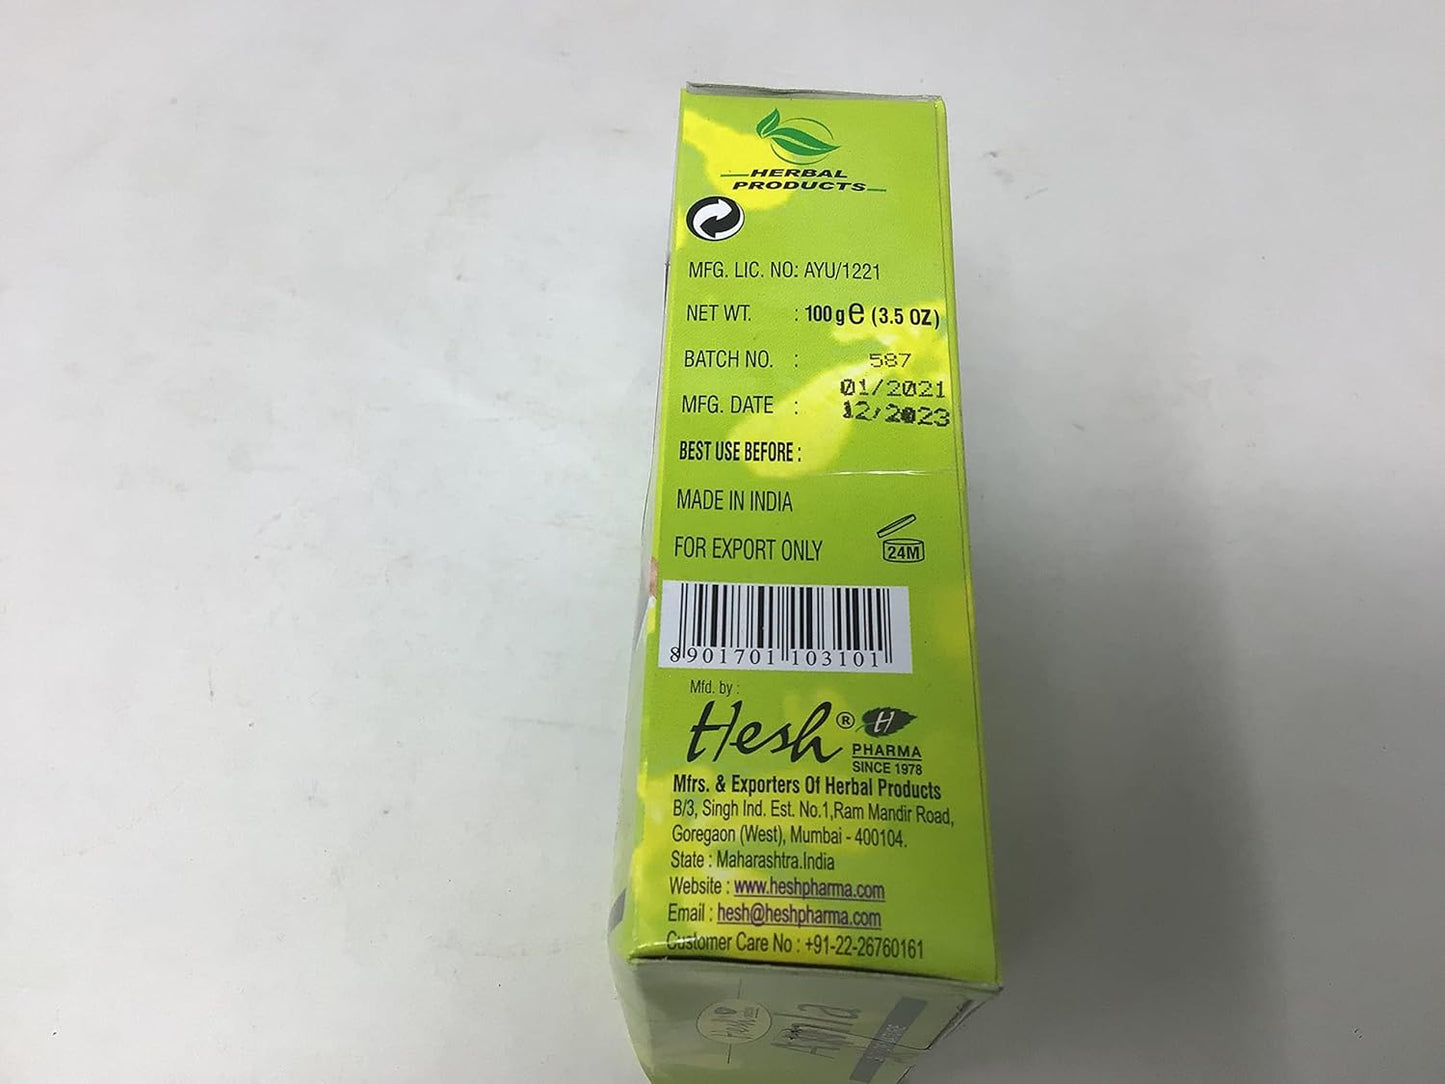 HERBAL
PRODUCTS
MFG. LIC. NO: AYU/1221
NET WT. : 100 g e (3.5 OZ)
BATCH NO. : 587
01/2021
MFG. DATE : 12/2023
BEST USE BEFORE :
MADE IN INDIA
FOR EXPORT ONLY 24M
8901701103101
Mfd. by :
Hesh ® H
PHARMA
SINCE 1978
Mfrs. & Exporters Of Herbal Products
B/3, Singh Ind. Est. No.1,Ram Mandir Road,
Goregaon (West), Mumbai - 400104.
State : Maharashtra.India
Website : www.heshpharma.com
Email : hesh@heshpharma.com
Customer Care No : +91-22-26760161
Hesh
Amla